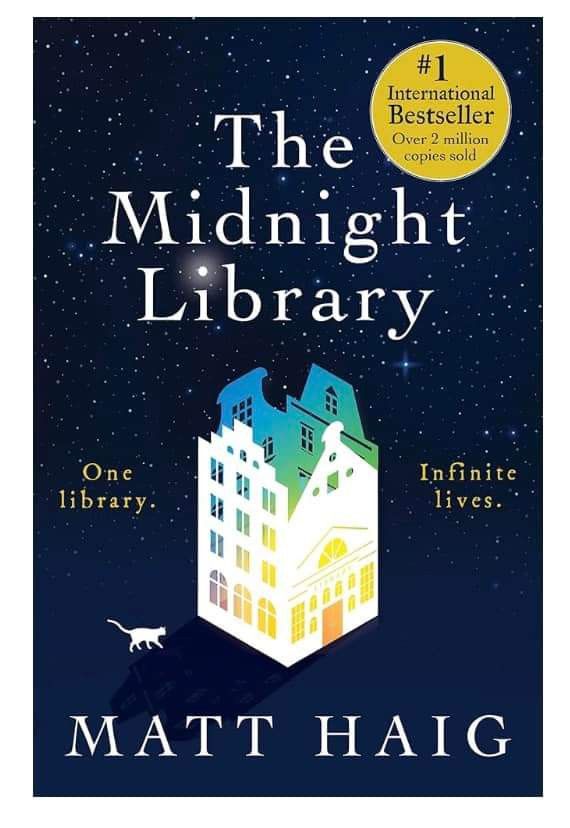 #1
International
Bestseller
Over 2 million
copies sold
The
Midnight
Library
One
library.
Infinite
lives.
MATT HAIG